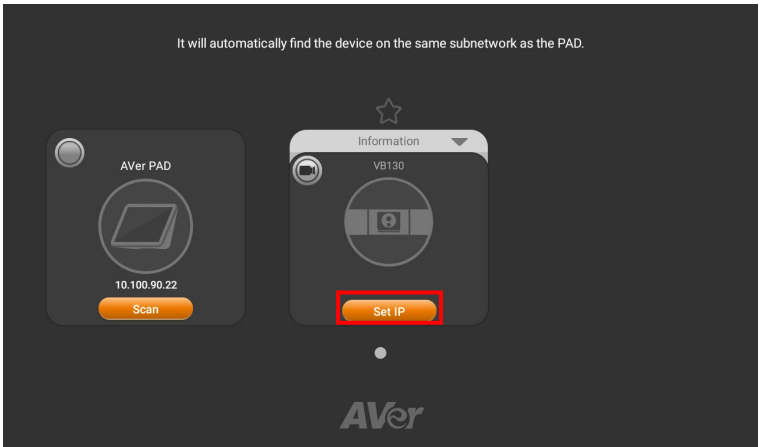 It will automatically find the device on the same subnetwork as the PAD.
AVer PAD
10.100.90.22
Scan
Information
VB130
Set IP
AVer